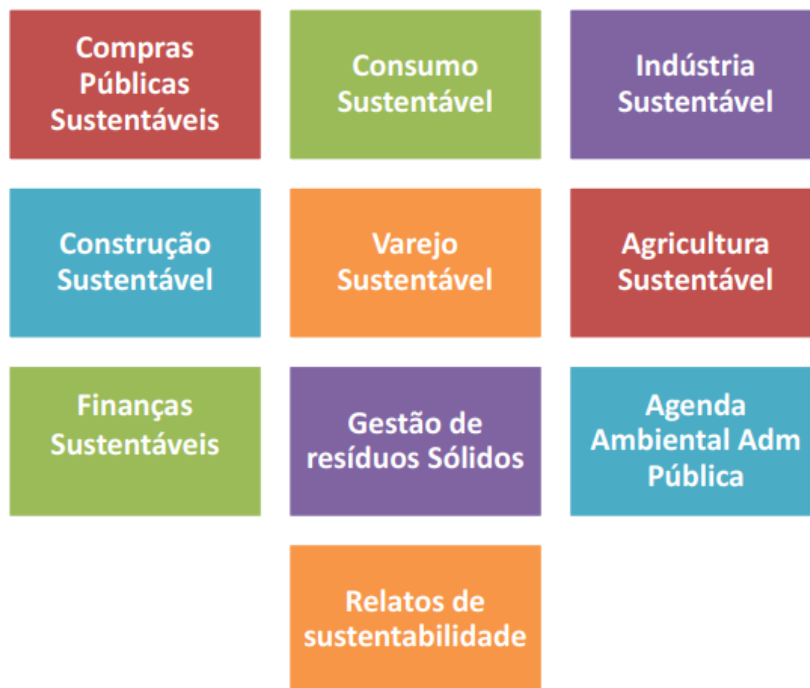 Compras
Públicas
Sustentáveis
Consumo
Sustentável
Indústria
Sustentável
Construção
Sustentável
Varejo
Sustentável
Agricultura
Sustentável
Finanças
Sustentáveis
Gestão de
resíduos Sólidos
Agenda
Ambiental Adm
Pública
Relatos de
sustentabilidade